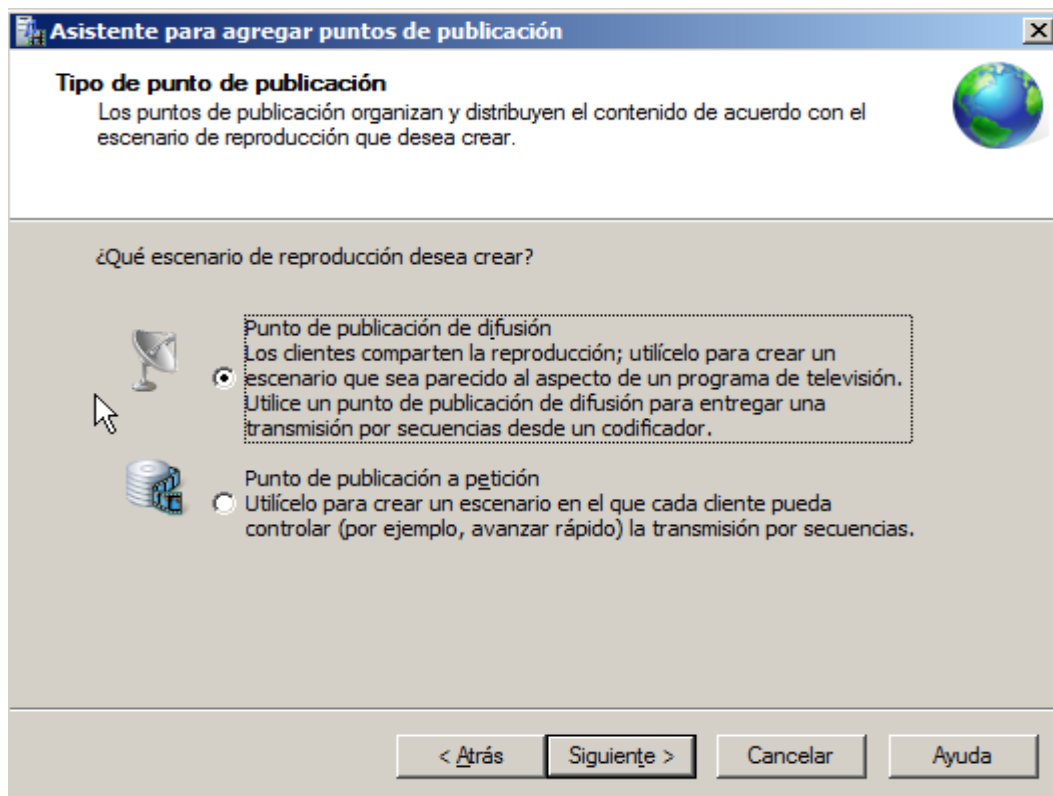 Asistente para agregar puntos de publicación
Tipo de punto de publicación
Los puntos de publicación organizan y distribuyen el contenido de acuerdo con el
escenario de reproducción que desea crear.
¿Qué escenario de reproducción desea crear?
Punto de publicación de difusión
Los clientes comparten la reproducción; utilícelo para crear un
escenario que sea parecido al aspecto de un programa de televisión.
Utilice un punto de publicación de difusión para entregar una
transmisión por secuencias desde un codificador.
Punto de publicación a petición
Utilícelo para crear un escenario en el que cada cliente pueda
controlar (por ejemplo, avanzar rápido) la transmisión por secuencias.
< Atrás Siguiente > Cancelar Ayuda